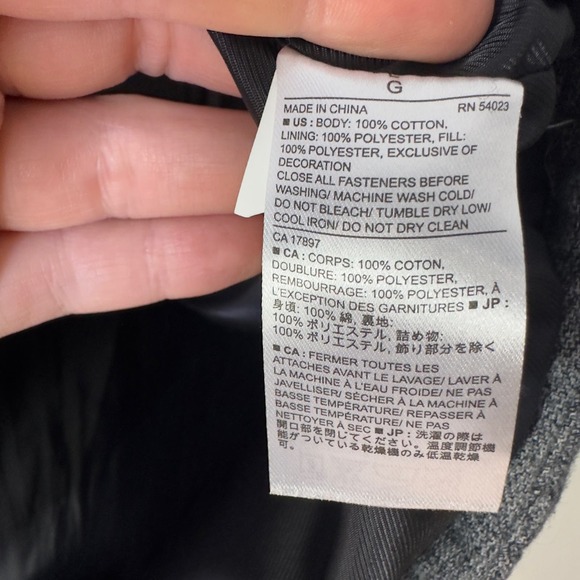 G
MADE IN CHINA RN 54023
■ US: BODY: 100% COTTON,
LINING: 100% POLYESTER, FILL:
100% POLYESTER, EXCLUSIVE OF
DECORATION
CLOSE ALL FASTENERS BEFORE
WASHING/ MACHINE WASH COLD/
DO NOT BLEACH/ TUMBLE DRY LOW/
COOL IRON/ DO NOT DRY CLEAN
CA 17897
■ CA: CORPS: 100% COTON,
DOUBLURE: 100% POLYESTER,
REMBOURRAGE: 100% POLYESTER, À
L'EXCEPTION DES GARNITURES ■ JP:
身頃: 100% 綿, 裏地:
100% ポリエステル, 詰め物:
100% ポリエステル, 飾り部分を除く
■ CA: FERMER TOUTES LES
ATTACHES AVANT LE LAVAGE/ LAVER À
LA MACHINE À L'EAU FROIDE/ NE PAS
JAVELLISER/ SÉCHER À LA MACHINE À
BASSE TEMPÉRATURE/ REPASSER À
BASSE TEMPÉRATURE/ NE PAS
NETTOYER À SEC ■ JP: 洗濯の際は
開口部を閉じてください。温度調節機
能がついている乾燥機のみ低温乾燥
可。